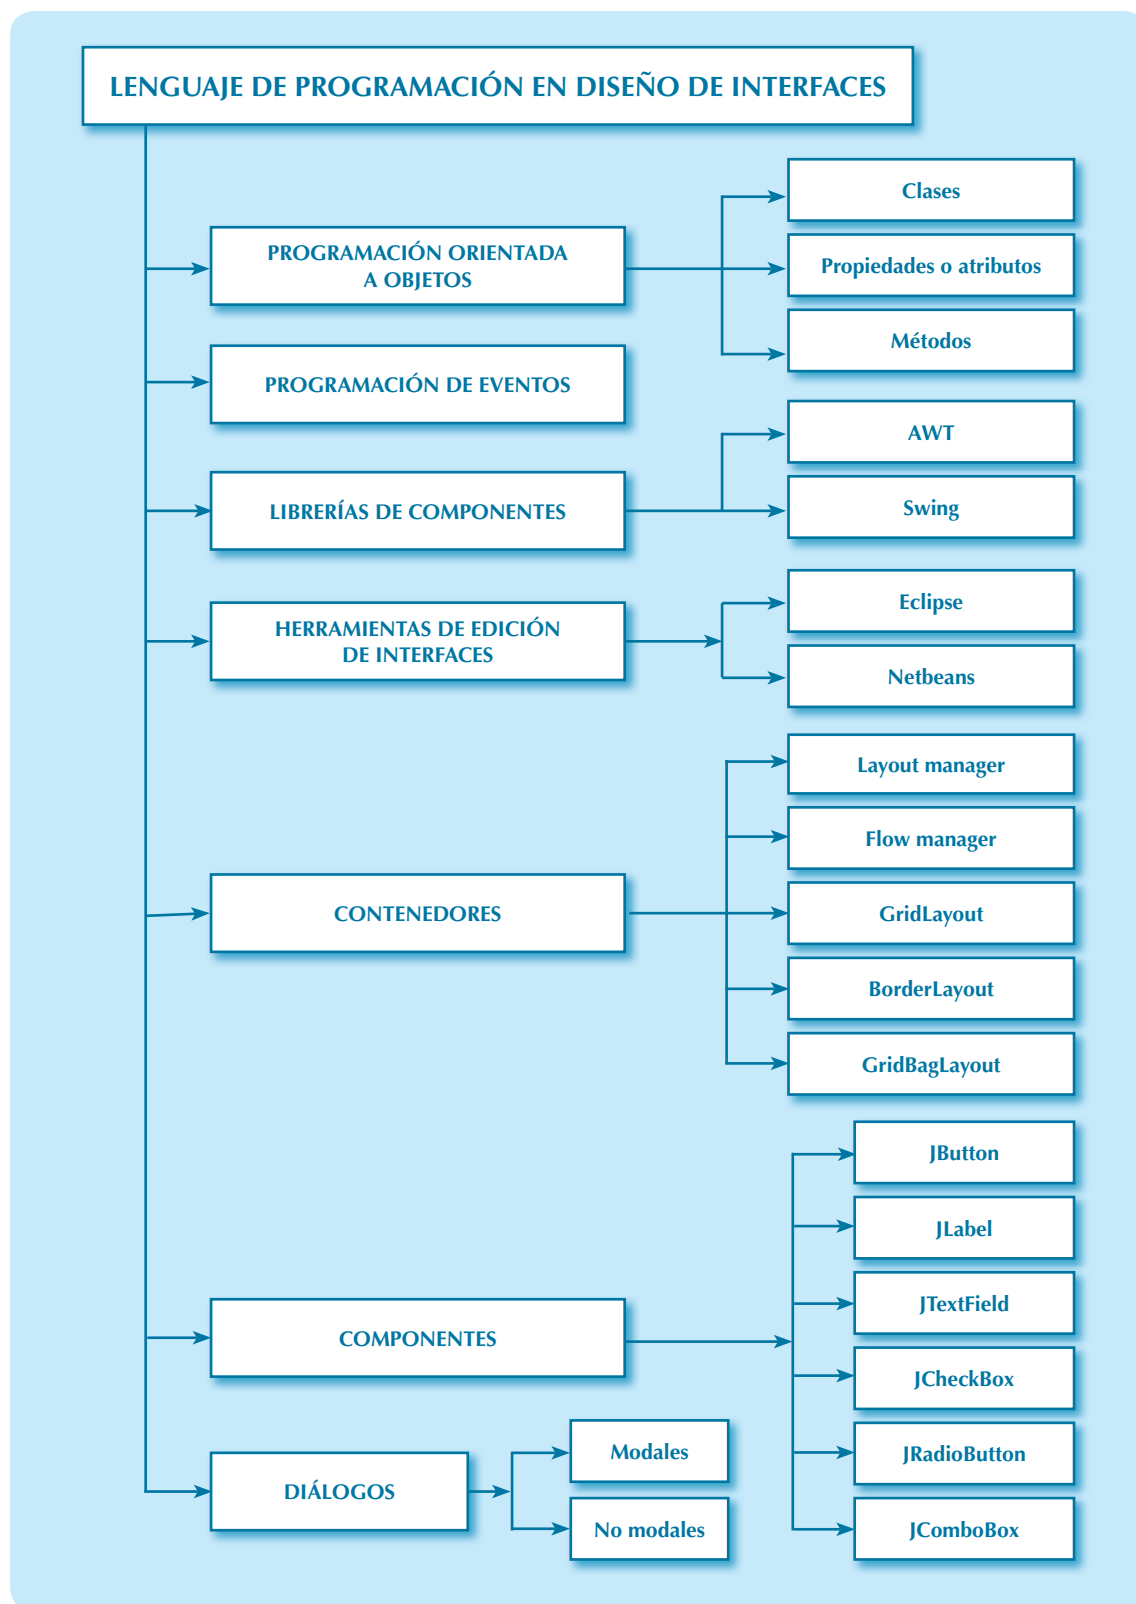 LENGUAJE DE PROGRAMACIÓN EN DISEÑO DE INTERFACES
PROGRAMACIÓN ORIENTADA
A OBJETOS
Clases
Propiedades o atributos
Métodos
PROGRAMACIÓN DE EVENTOS
LIBRERÍAS DE COMPONENTES
AWT
Swing
HERRAMIENTAS DE EDICIÓN
DE INTERFACES
Eclipse
Netbeans
CONTENEDORES
Layout manager
Flow manager
GridLayout
BorderLayout
GridBagLayout
COMPONENTES
JButton
JLabel
JTextField
JCheckBox
JRadioButton
JComboBox
DIÁLOGOS
Modales
No modales